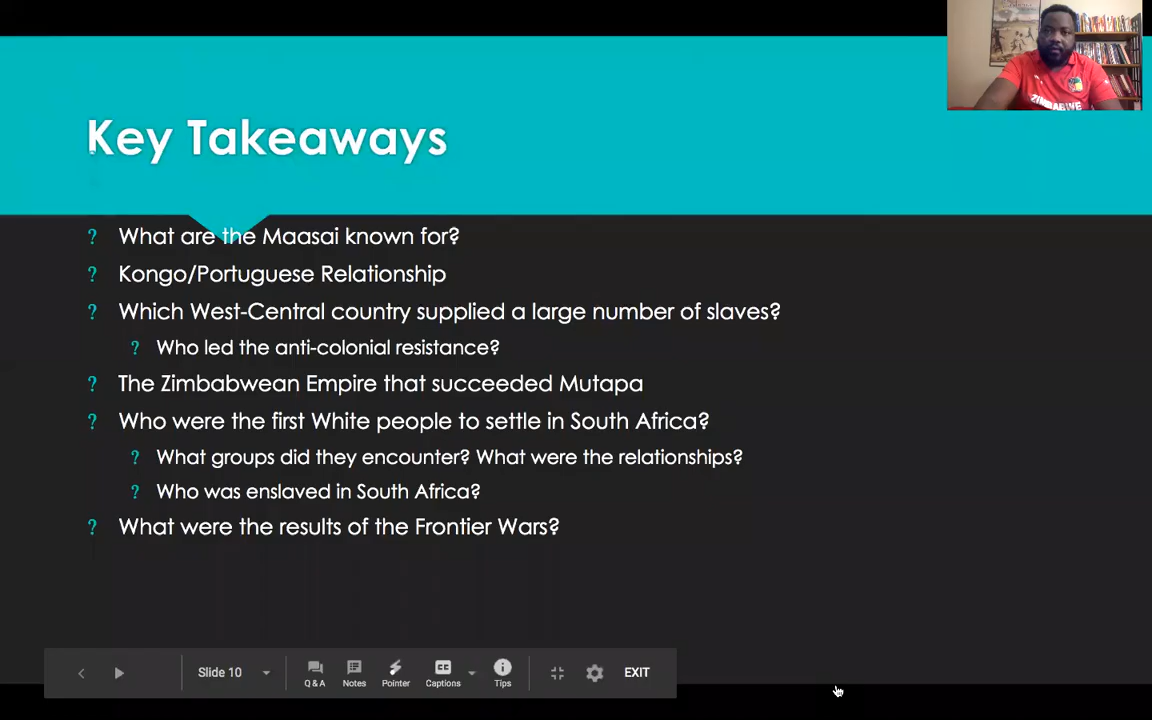 Key Takeaways
? What are the Maasai known for?
? Kongo/Portuguese Relationship
? Which West-Central country supplied a large number of slaves?
? Who led the anti-colonial resistance?
? The Zimbabwean Empire that succeeded Mutapa
? Who were the first White people to settle in South Africa?
? What groups did they encounter? What were the relationships?
? Who was enslaved in South Africa?
? What were the results of the Frontier Wars?
ZIMBABWE
Slide 10
Q & A
Notes
Pointer
CC
Captions
Tips
EXIT